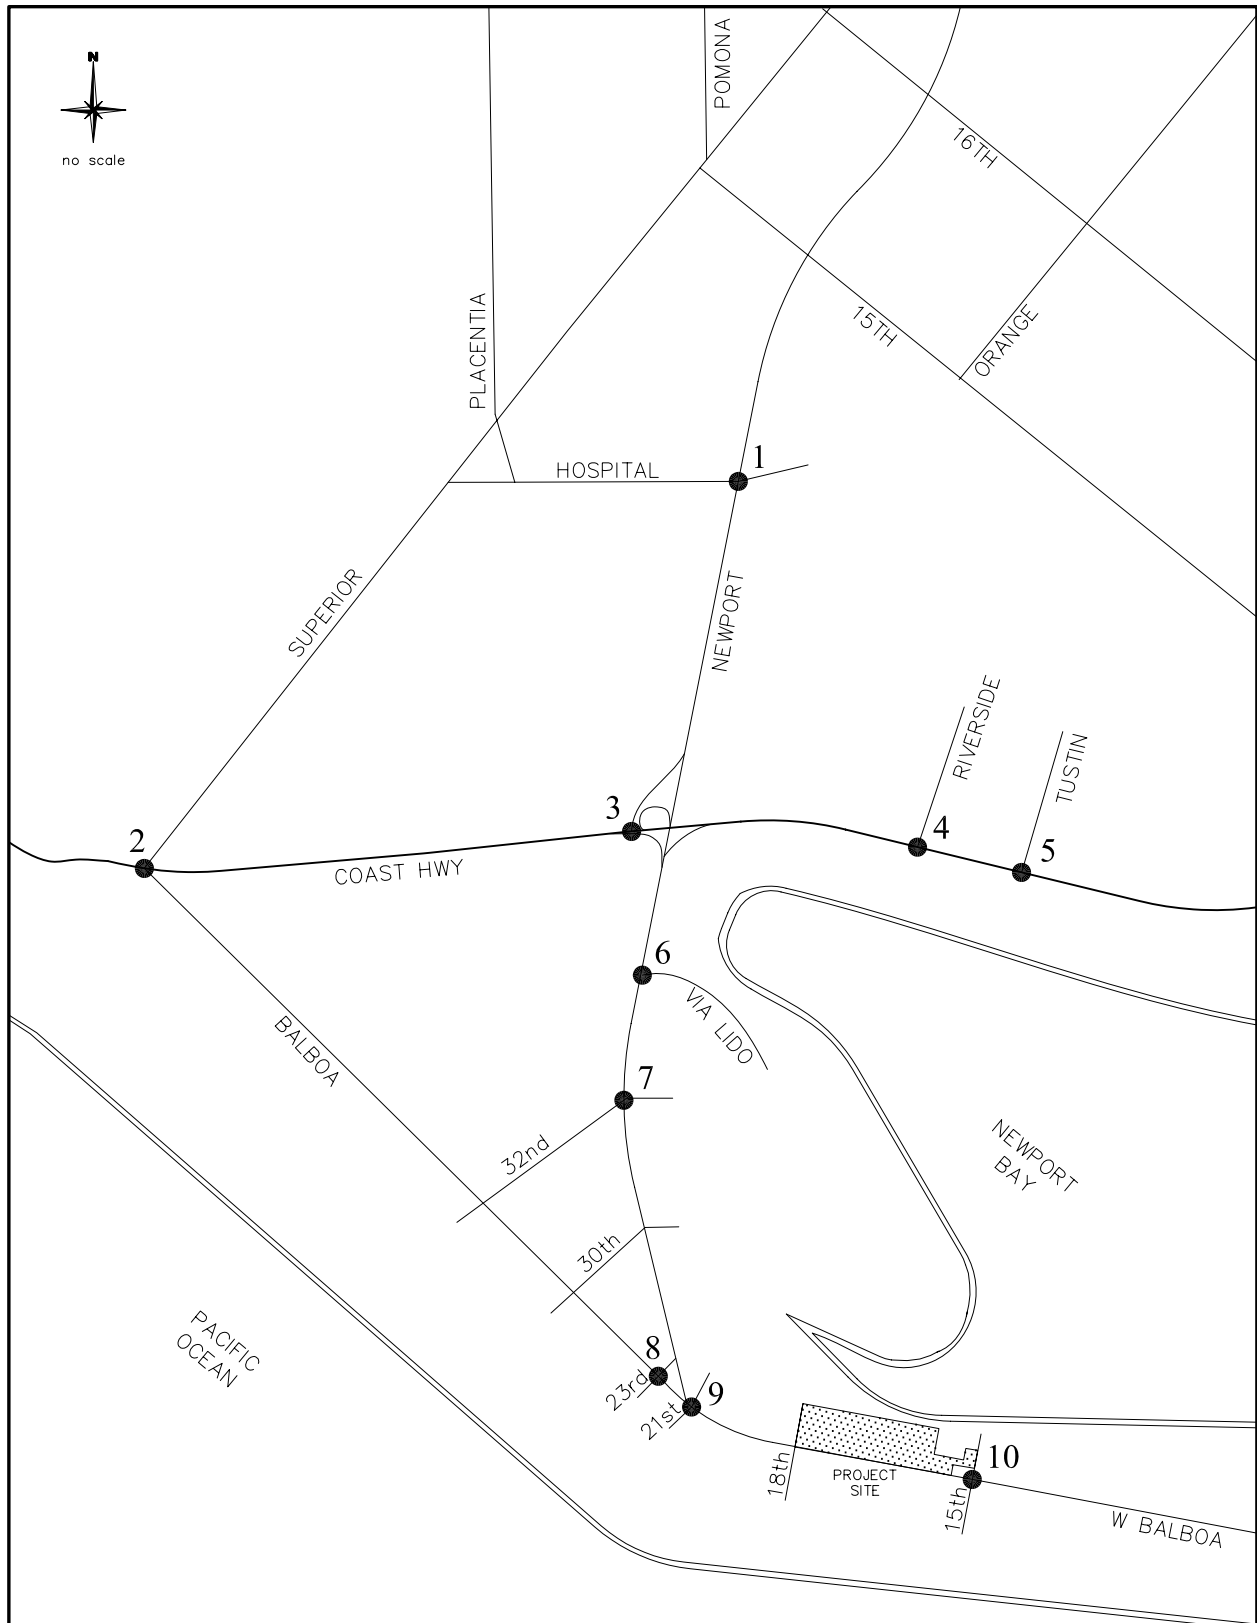 N
no scale
POMONA
16TH
PLACENTIA
15TH
ORANGE
HOSPITAL
1
SUPERIOR
NEWPORT
RIVERSIDE
TUSTIN
2
3
4
5
COAST HWY
6
VIA LIDO
BALBOA
7
32nd
NEWPORT
BAY
30th
PACIFIC
OCEAN
8
23rd
9
21st
18th
PROJECT
SITE
10
15th
W BALBOA